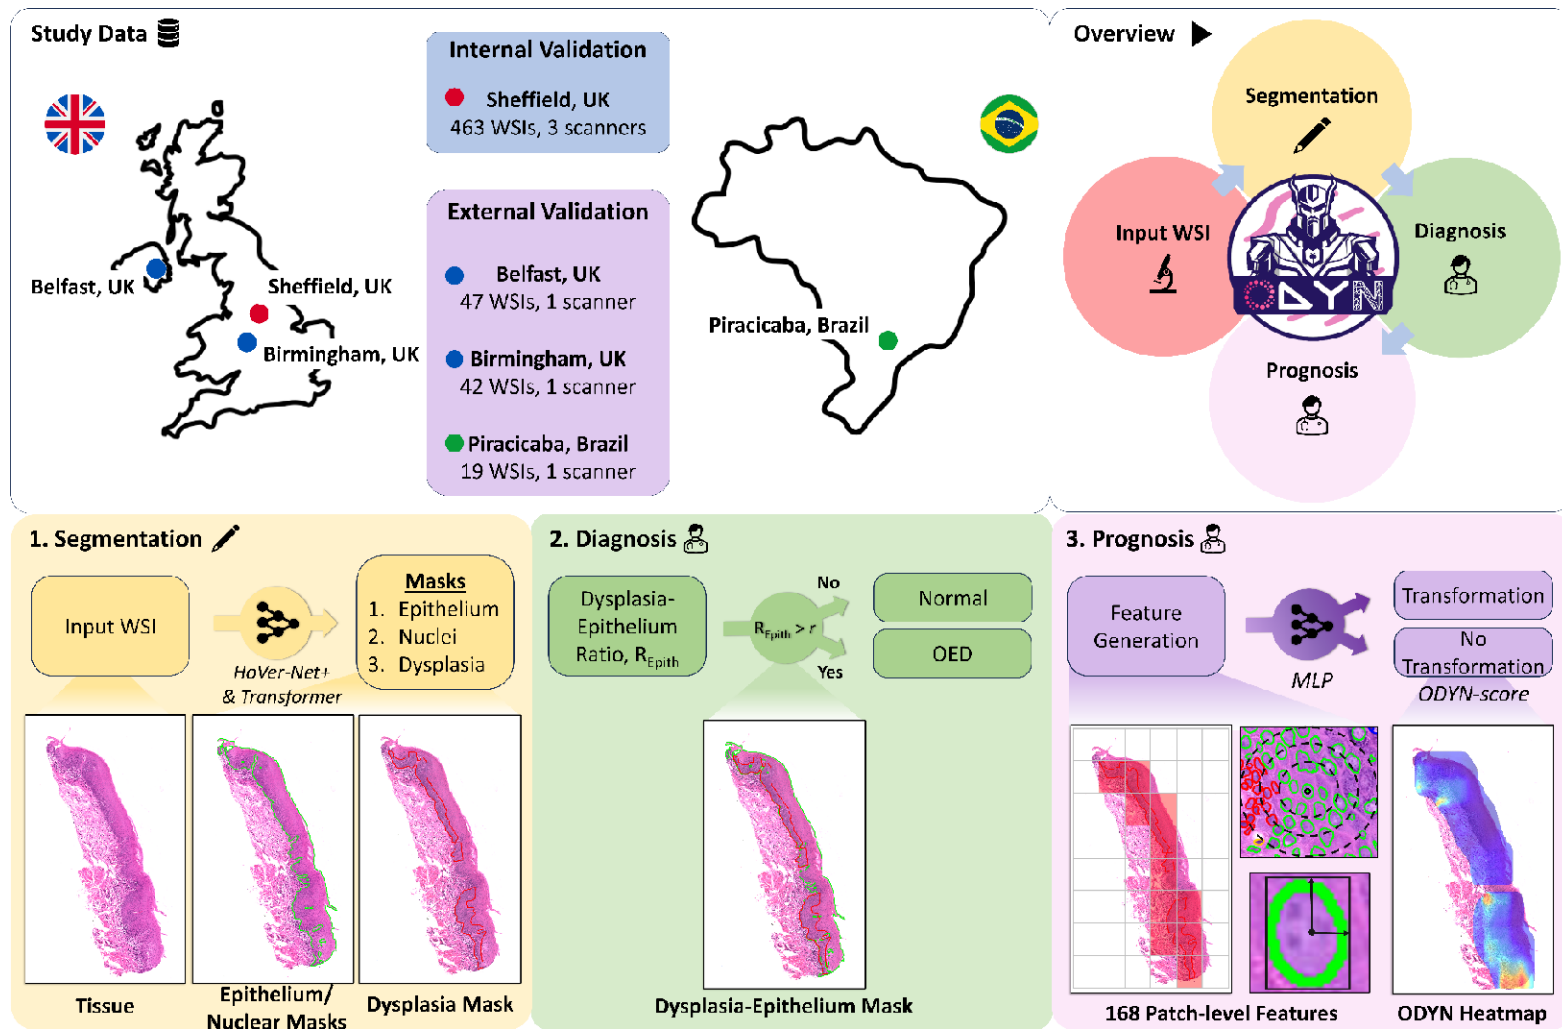 Study Data
Internal Validation
Sheffield, UK
463 WSIs, 3 scanners
External Validation
Belfast, UK
47 WSIs, 1 scanner
Birmingham, UK
42 WSIs, 1 scanner
Piracicaba, Brazil
19 WSIs, 1 scanner
Belfast, UK
Sheffield, UK
Birmingham, UK
Piracicaba, Brazil
Overview
Segmentation
Input WSI
Diagnosis
ODYN
Prognosis
1. Segmentation
Input WSI
HoVer-Net+
& Transformer
Masks
1. Epithelium
2. Nuclei
3. Dysplasia
Tissue
Epithelium/
Nuclear Masks
Dysplasia Mask
2. Diagnosis
Dysplasia-
Epithelium
Ratio, REpith
REpith > r
No
Yes
Normal
OED
Dysplasia-Epithelium Mask
3. Prognosis
Feature
Generation
MLP
Transformation
No
Transformation
ODYN-score
168 Patch-level Features
ODYN Heatmap